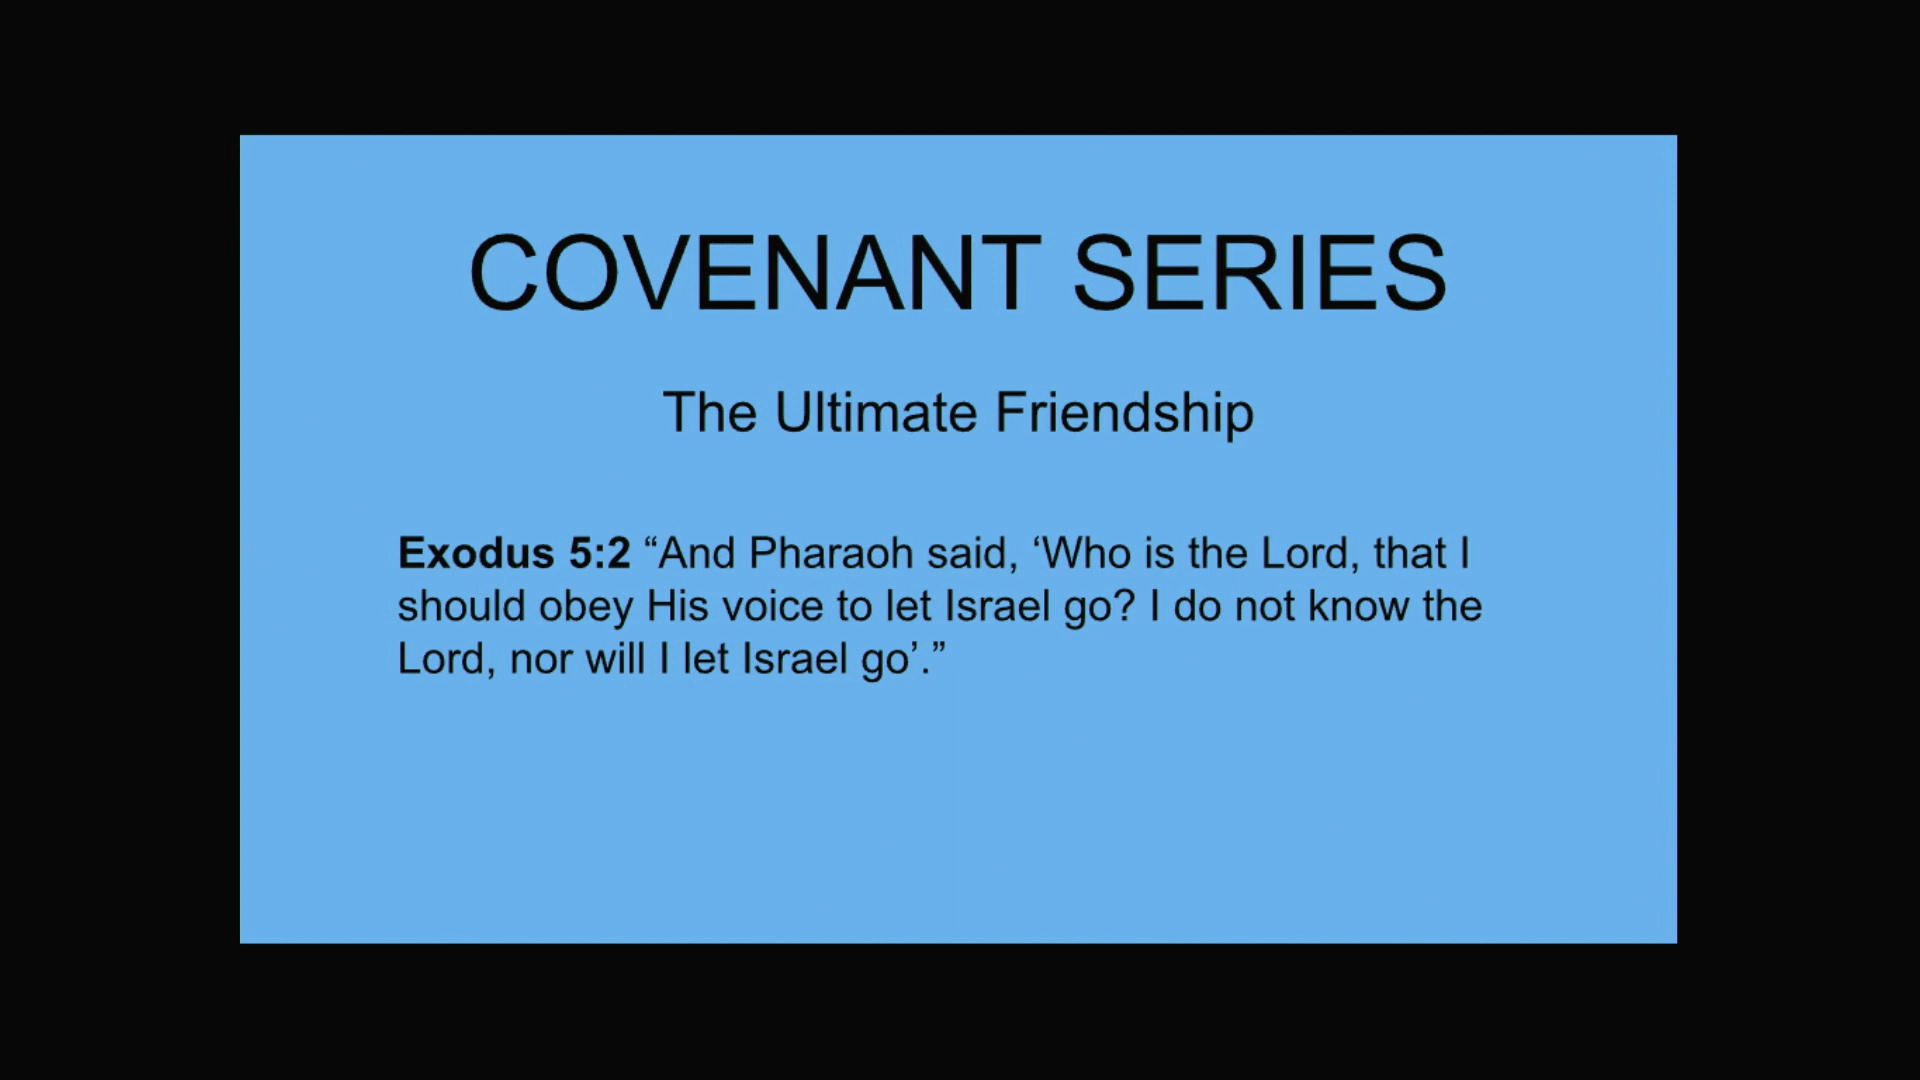 COVENANT SERIES
The Ultimate Friendship
Exodus 5:2 “And Pharaoh said, ‘Who is the Lord, that I
should obey His voice to let Israel go? I do not know the
Lord, nor will I let Israel go’.”